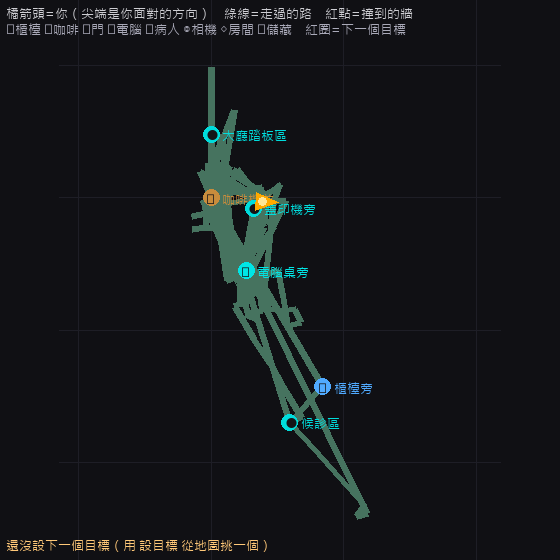 橘箭頭=你（尖端是你面對的方向） 綠線=走過的路 紅點=撞到的牆
櫃檯 咖啡 門 電腦 病人 相機 房間 儲藏 紅圈=下一個目標
大廳踏板區
咖啡
印機旁
電腦桌旁
櫃檯旁
候診區
還沒設下一個目標（用 設目標 從地圖挑一個）